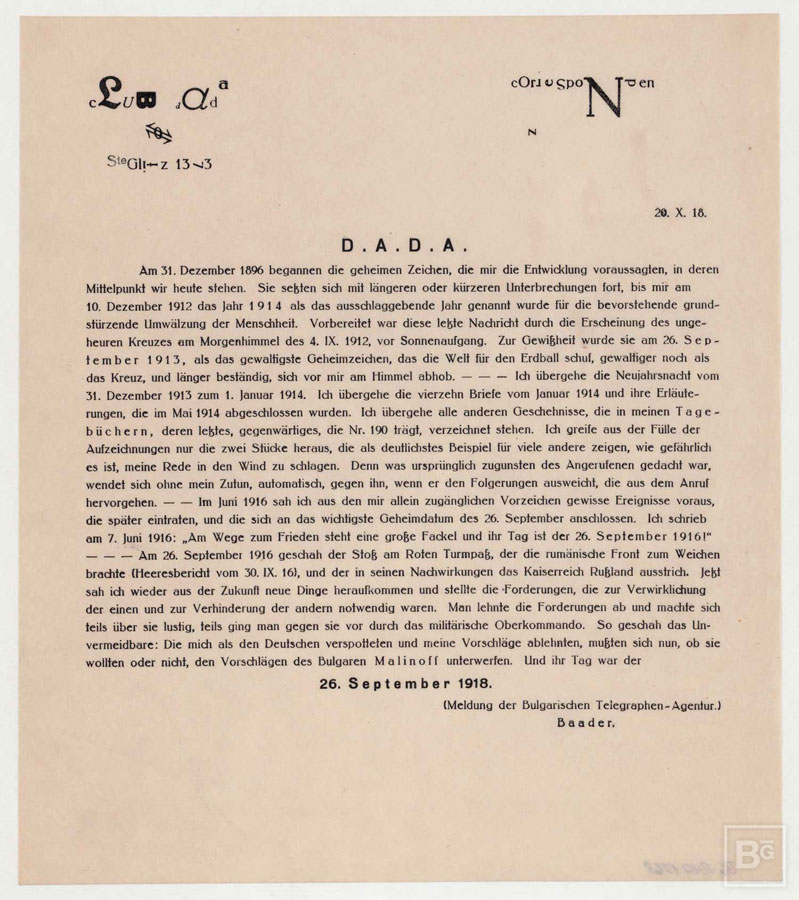 cLUB dAda
cOrresponNden
N
SteGlitz 13 73
20. X. 18.
D.A.D.A.
Am 31. Dezember 1896 begannen die geheimen Zeichen, die mir die Entwicklung voraussagten, in deren
Mittelpunkt wir heute stehen. Sie setzten sich mit längeren oder kürzeren Unterbrechungen fort, bis mir am
10. Dezember 1912 das Jahr 1914 als das ausschlaggebende Jahr genannt wurde für die bevorstehende grund-
stürzende Umwälzung der Menschheit. Vorbereitet war diese letzte Nachricht durch die Erscheinung des unge-
heuren Kreuzes am Morgenhimmel des 4. IX. 1912, vor Sonnenaufgang. Zur Gewißheit wurde sie am 26. Sep-
tember 1913, als das gewaltigste Geheimzeichen, das die Welt für den Erdball schuf, gewaltiger noch als
das Kreuz, und länger beständig, sich vor mir am Himmel abhob. — — — Ich übergehe die Neujahrsnacht vom
31. Dezember 1913 zum 1. Januar 1914. Ich übergehe die vierzehn Briefe vom Januar 1914 und ihre Erläute-
rungen, die im Mai 1914 abgeschlossen wurden. Ich übergehe alle anderen Geschehnisse, die in meinen Tage-
büchern, deren letztes, gegenwärtiges, die Nr. 190 trägt, verzeichnet stehen. Ich greife aus der Fülle der
Aufzeichnungen nur die zwei Stücke heraus, die als deutlichstes Beispiel für viele andere zeigen, wie gefährlich
es ist, meine Rede in den Wind zu schlagen. Denn was ursprünglich zugunsten des Angerufenen gedacht war,
wendet sich ohne mein Zutun, automatisch, gegen ihn, wenn er den Folgerungen ausweicht, die aus dem Anruf
hervorgehen. — — Im Juni 1916 sah ich aus den mir allein zugänglichen Vorzeichen gewisse Ereignisse voraus,
die später eintraten, und die sich an das wichtigste Geheimdatum des 26. September anschlossen. Ich schrieb
am 7. Juni 1916: „Am Wege zum Frieden steht eine große Fackel und ihr Tag ist der 26. September 1916!“
— — — Am 26. September 1916 geschah der Stoß am Roten Turmpaß, der die rumänische Front zum Weichen
brachte (Heeresbericht vom 30. IX. 16), und der in seinen Nachwirkungen das Kaiserreich Rußland ausstrich. Jetzt
sah ich wieder aus der Zukunft neue Dinge heraufkommen und stellte die Forderungen, die zur Verwirklichung
der einen und zur Verhinderung der andern notwendig waren. Man lehnte die Forderungen ab und machte sich
teils über sie lustig, teils ging man gegen sie vor durch das militärische Oberkommando. So geschah das Un-
vermeidbare: Die mich als den Deutschen verspotteten und meine Vorschläge ablehnten, mußten sich nun, ob sie
wollten oder nicht, den Vorschlägen des Bulgaren Malinoff unterwerfen. Und ihr Tag war der
26. September 1918.
(Meldung der Bulgarischen Telegraphen-Agentur.)
Baader.
BG